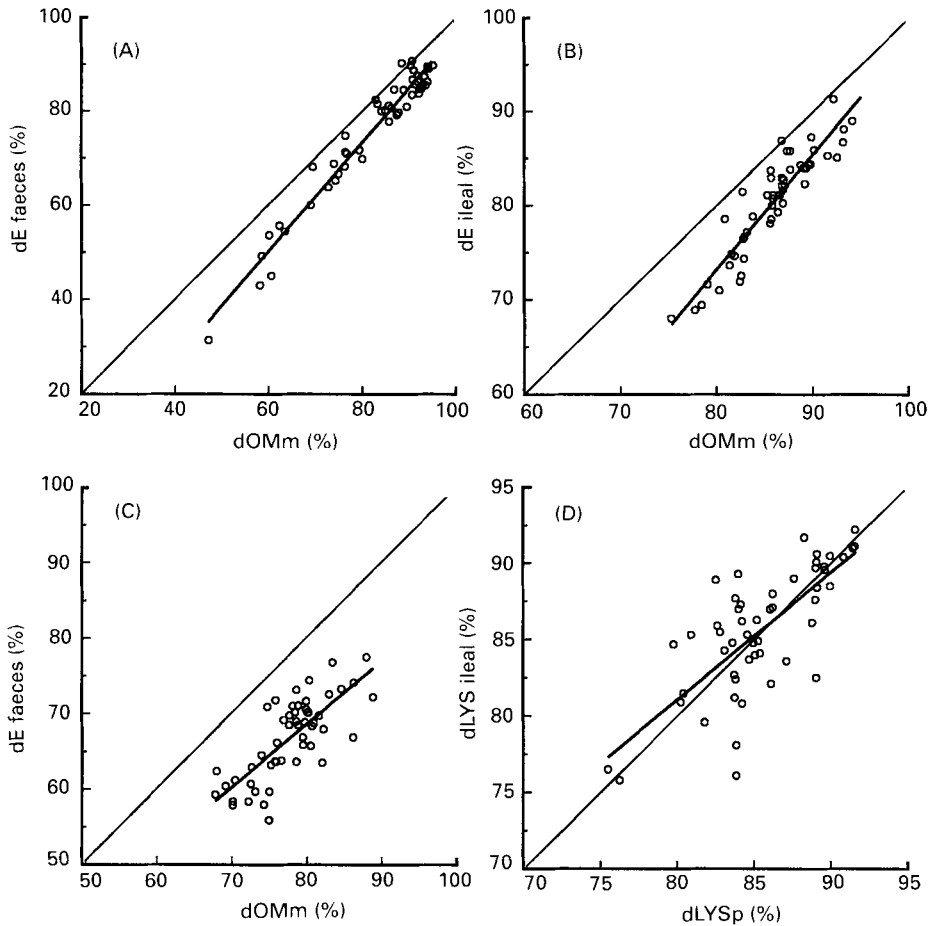 100
(A)
80
60
40
20
dE faeces (%)
20 40 60 80 100
dOMm (%)
100
(B)
90
80
70
60
dE ileal (%)
60 70 80 90 100
dOMm (%)
100
(C)
90
80
70
60
50
dE faeces (%)
50 60 70 80 90 100
dOMm (%)
95
(D)
90
85
80
75
70
dLYS ileal (%)
70 75 80 85 90 95
dLYSp (%)